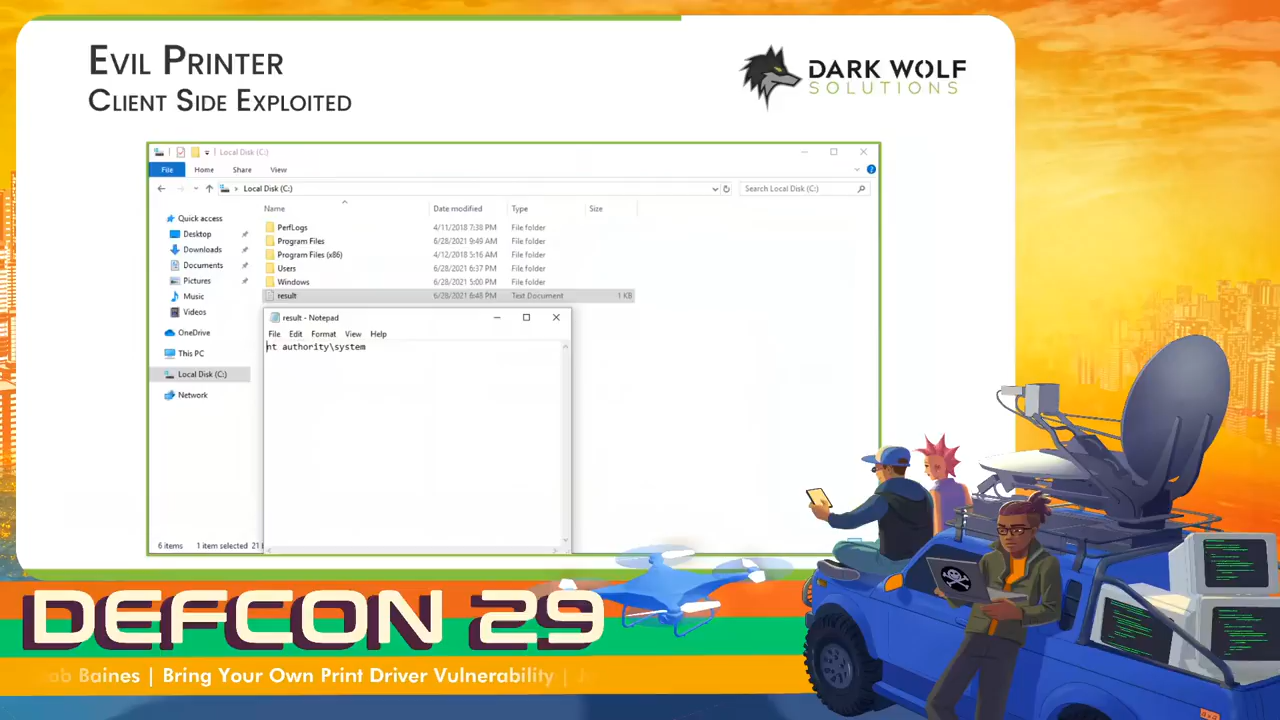 EVIL PRINTER
CLIENT SIDE EXPLOITED
DARK WOLF
SOLUTIONS
Local Disk (C:)
File Home Share View
Local Disk (C:)
Search Local Disk (C:)
Name Date modified Type Size
Quick access
Desktop
Downloads
Documents
Pictures
Music
Videos
OneDrive
This PC
Local Disk (C:)
Network
PerfLogs 4/11/2018 7:38 PM File folder
Program Files 6/28/2021 9:49 AM File folder
Program Files (x86) 4/12/2018 5:16 AM File folder
Users 6/28/2021 6:37 PM File folder
Windows 6/28/2021 5:00 PM File folder
result 6/28/2021 6:48 PM Text Document 1 KB
result - Notepad
File Edit Format View Help
nt authority\system
6 items 1 item selected 21
DEFCON 29
ob Baines | Bring Your Own Print Driver Vulnerability |